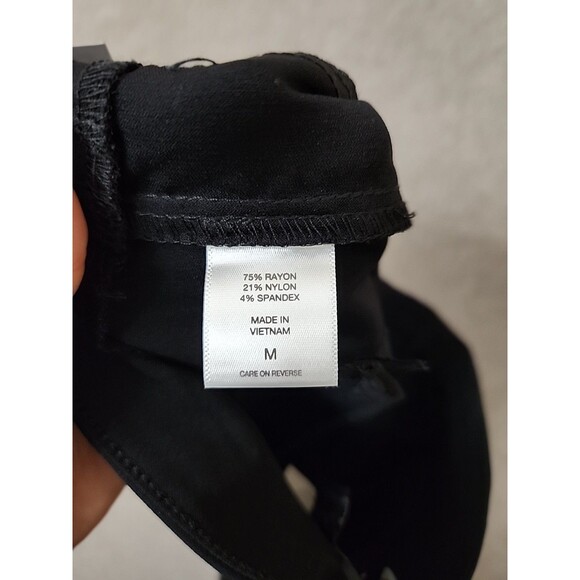 75% RAYON
21% NYLON
4% SPANDEX
MADE IN
VIETNAM
M
CARE ON REVERSE